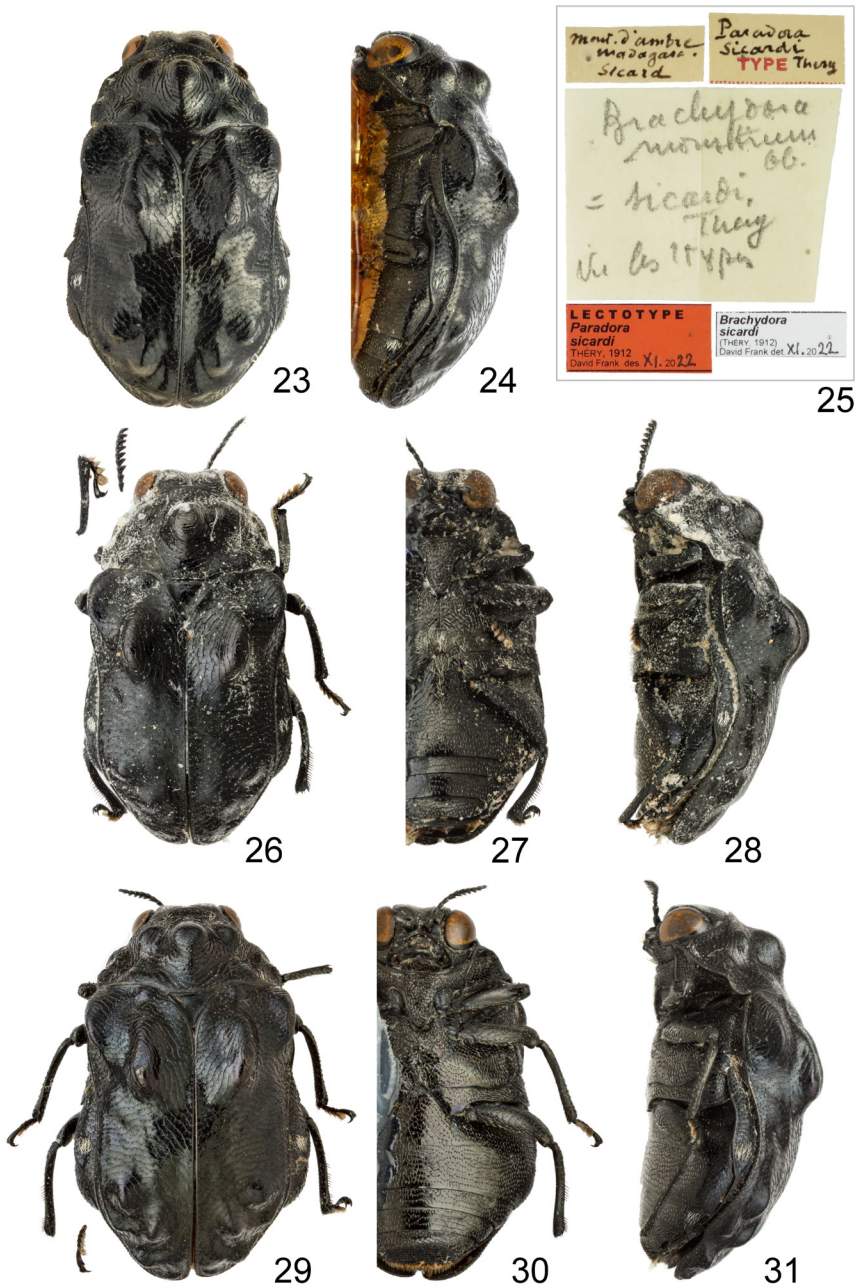 23
24
Mont. d'ambre
madagasc.
Sicard
Paradora
sicardi
TYPE Thery
Brachydora
monstrum
Ob.
= sicardi,
Thery
les types
LECTOTYPE
Paradora
sicardi
THÉRY, 1912
David Frank des. XI. 2022
Brachydora
sicardi
(THÉRY, 1912)
David Frank det. XI. 2022
25
26
27
28
29
30
31